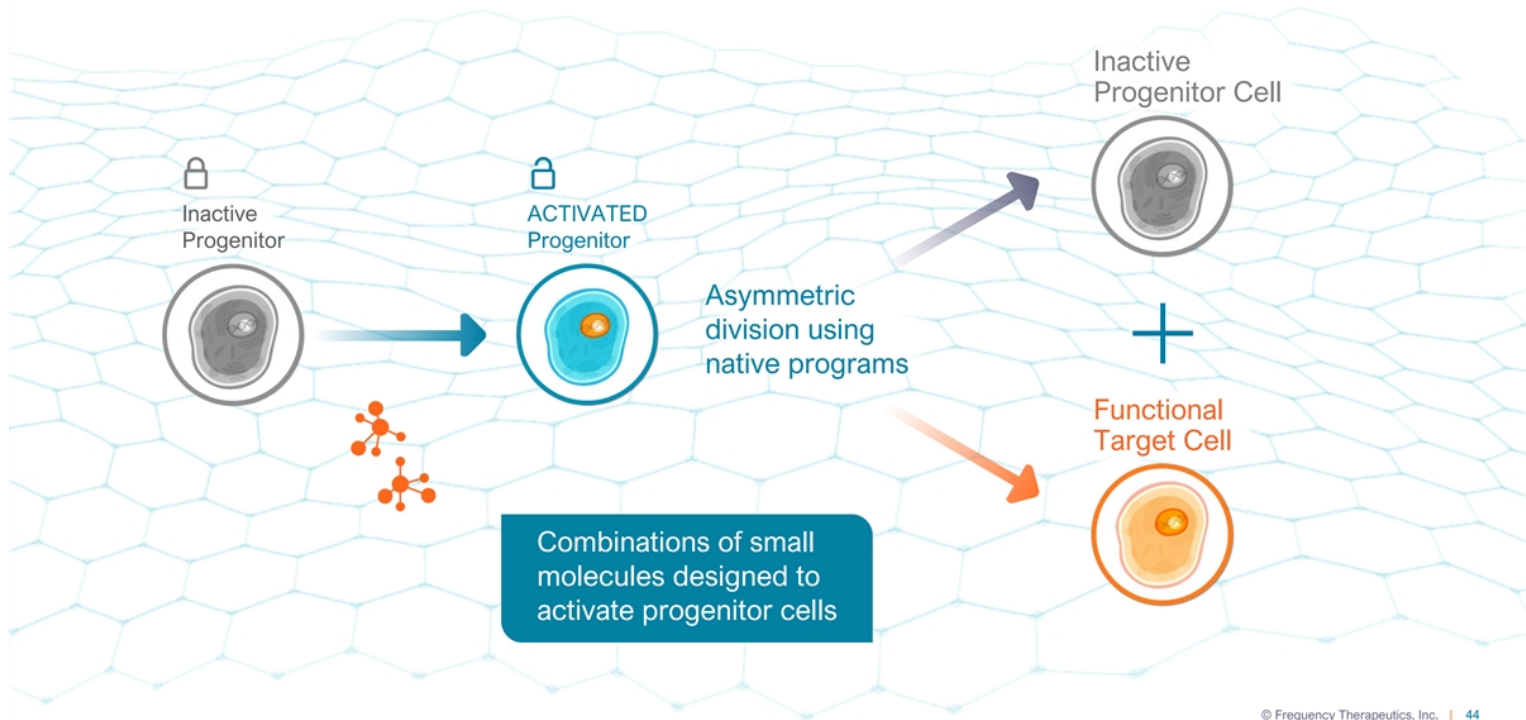 Inactive
Progenitor
ACTIVATED
Progenitor
Asymmetric
division using
native programs
Inactive
Progenitor Cell
Functional
Target Cell
Combinations of small
molecules designed to
activate progenitor cells
© Frequency Therapeutics, Inc. | 44